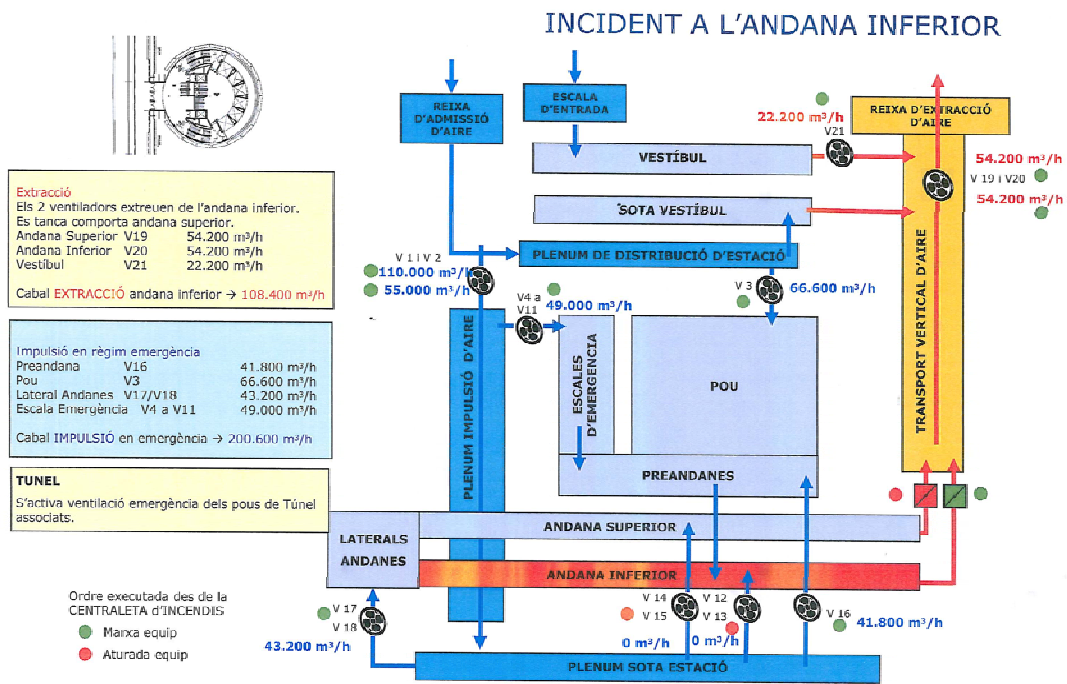 INCIDENT A L'ANDANA INFERIOR
REIXA
D'ADMISSIÓ
D'AIRE
ESCALA
D'ENTRADA
22.200 m³/h
V21
REIXA D'EXTRACCIÓ
D'AIRE
VESTÍBUL
54.200 m³/h
V 19 i V20
54.200 m³/h
SOTA VESTÍBUL
PLENUM DE DISTRIBUCIÓ D'ESTACIÓ
Extracció
Els 2 ventiladors extreuen de l'andana inferior.
Es tanca comporta andana superior.
Andana Superior V19 54.200 m³/h
Andana Inferior V20 54.200 m³/h
Vestíbul V21 22.200 m³/h
Cabal EXTRACCIÓ andana inferior → 108.400 m³/h
V 1 i V 2
110.000 m³/h
55.000 m³/h
V4 a
V11
49.000 m³/h
V 3
66.600 m³/h
Impulsió en règim emergència
Preandana V16 41.800 m³/h
Pou V3 66.600 m³/h
Lateral Andanes V17/V18 43.200 m³/h
Escala Emergència V4 a V11 49.000 m³/h
Cabal IMPULSIÓ en emergència → 200.600 m³/h
PLENUM IMPULSIÓ D'AIRE
ESCALES
D'EMERGENCIA
POU
TRANSPORT VERTICAL D'AIRE
PREANDANES
TUNEL
S'activa ventilació emergència dels pous de Túnel
associats.
LATERALS
ANDANES
ANDANA SUPERIOR
ANDANA INFERIOR
Ordre executada des de la
CENTRALETA d'INCENDIS
Marxa equip
Aturada equip
V 17
V 18
43.200 m³/h
V 14
V 15
0 m³/h
V 12
V 13
0 m³/h
V 16
41.800 m³/h
PLENUM SOTA ESTACIÓ